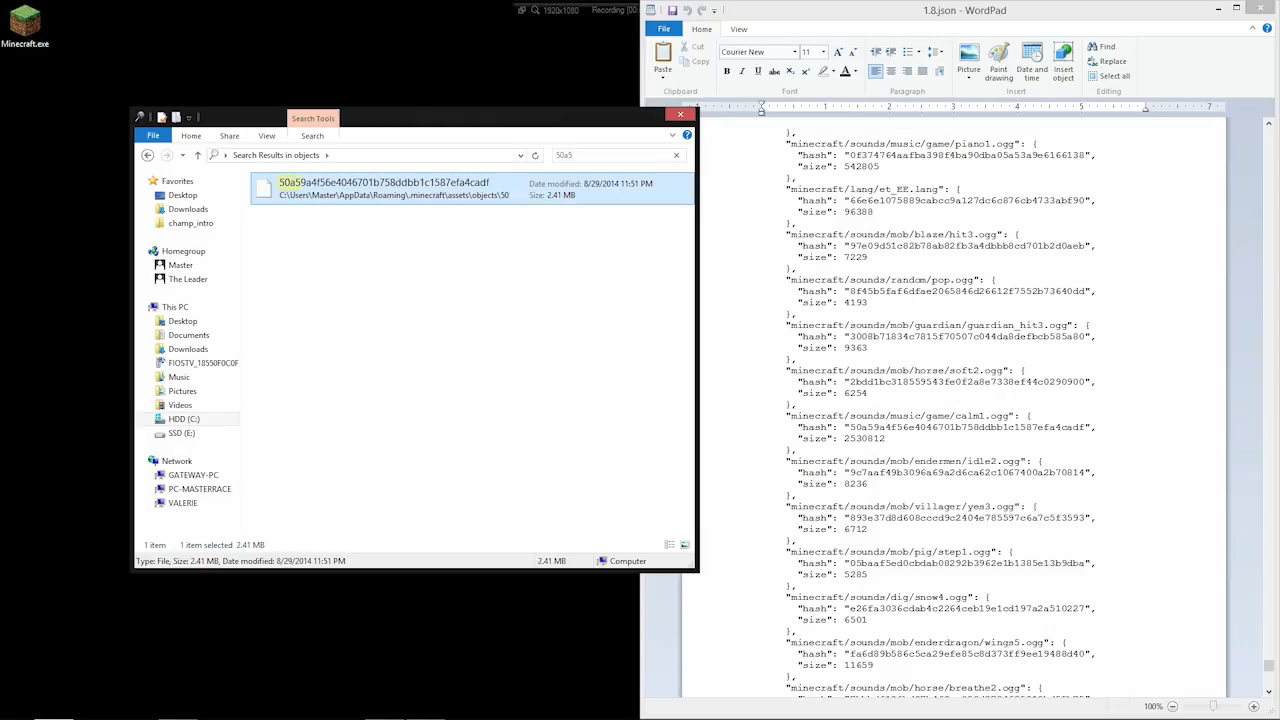 Minecraft.exe
1920x1080
Recording [00:
1.8.json - WordPad
File
Home
View
Paste
Cut
Copy
Clipboard
Courier New
11
Font
Paragraph
Picture
Paint drawing
Date and time
Insert object
Insert
Find
Replace
Select all
Editing
1
1
2
3
4
5
7
Search Tools
File
Home
Share
View
Search
Search Results in objects
50a5
Favorites
Desktop
Downloads
champ_intro
Homegroup
Master
The Leader
This PC
Desktop
Documents
Downloads
FIOSTV_18550F0C0F
Music
Pictures
Videos
HDD (C:)
SSD (E:)
Network
GATEWAY-PC
PC-MASTERRACE
VALERIE
50a59a4f56e4046701b758ddbb1c1587efa4cadf
C:\Users\Master\AppData\Roaming\.minecraft\assets\objects\50
Date modified: 8/29/2014 11:51 PM
Size: 2.41 MB
1 item
1 item selected 2.41 MB
Type: File, Size: 2.41 MB, Date modified: 8/29/2014 11:51 PM
2.41 MB
Computer
},
"minecraft/sounds/music/game/piano1.ogg": {
"hash": "0f374764aafba398f4ba90dba05a53a9e6166138",
"size": 542805
},
"minecraft/lang/et_EE.lang": {
"hash": "66e6e1075889cabcc9a127dc6c876cb4733abf90",
"size": 96388
},
"minecraft/sounds/mob/blaze/hit3.ogg": {
"hash": "97e09d51c82b78ab82fb3a4dbbb8cd701b2d0aeb",
"size": 7229
},
"minecraft/sounds/random/pop.ogg": {
"hash": "8f45b5faf6dfae2065846d26612f7552b73640dd",
"size": 4193
},
"minecraft/sounds/mob/guardian/guardian_hit3.ogg": {
"hash": "3008b71834c7815f70507c044da8defbcb585a80",
"size": 9363
},
"minecraft/sounds/mob/horse/soft2.ogg": {
"hash": "2bdd1bc318559543fe0f2a8e7338ef44c0290900",
"size": 6254
},
"minecraft/sounds/music/game/calm1.ogg": {
"hash": "50a59a4f56e4046701b758ddbb1c1587efa4cadf",
"size": 2530812
},
"minecraft/sounds/mob/endermen/idle2.ogg": {
"hash": "9c7aaf49b3096a69a2d6ca62c1067400a2b70814",
"size": 8236
},
"minecraft/sounds/mob/villager/yes3.ogg": {
"hash": "893e37d8d608cccd9c2404e785597c6a7c5f3593",
"size": 6712
},
"minecraft/sounds/mob/pig/step1.ogg": {
"hash": "05baaf5ed0cbdab08292b3962e1b1385e13b9dba",
"size": 5285
},
"minecraft/sounds/dig/snow4.ogg": {
"hash": "e26fa3036cdab4c2264ceb19e1cd197a2a510227",
"size": 6501
},
"minecraft/sounds/mob/enderdragon/wings5.ogg": {
"hash": "fa6d89b586c5ca29efe85c8d373ff9ee19488d40",
"size": 11659
},
"minecraft/sounds/mob/horse/breathe2.ogg": {
100%